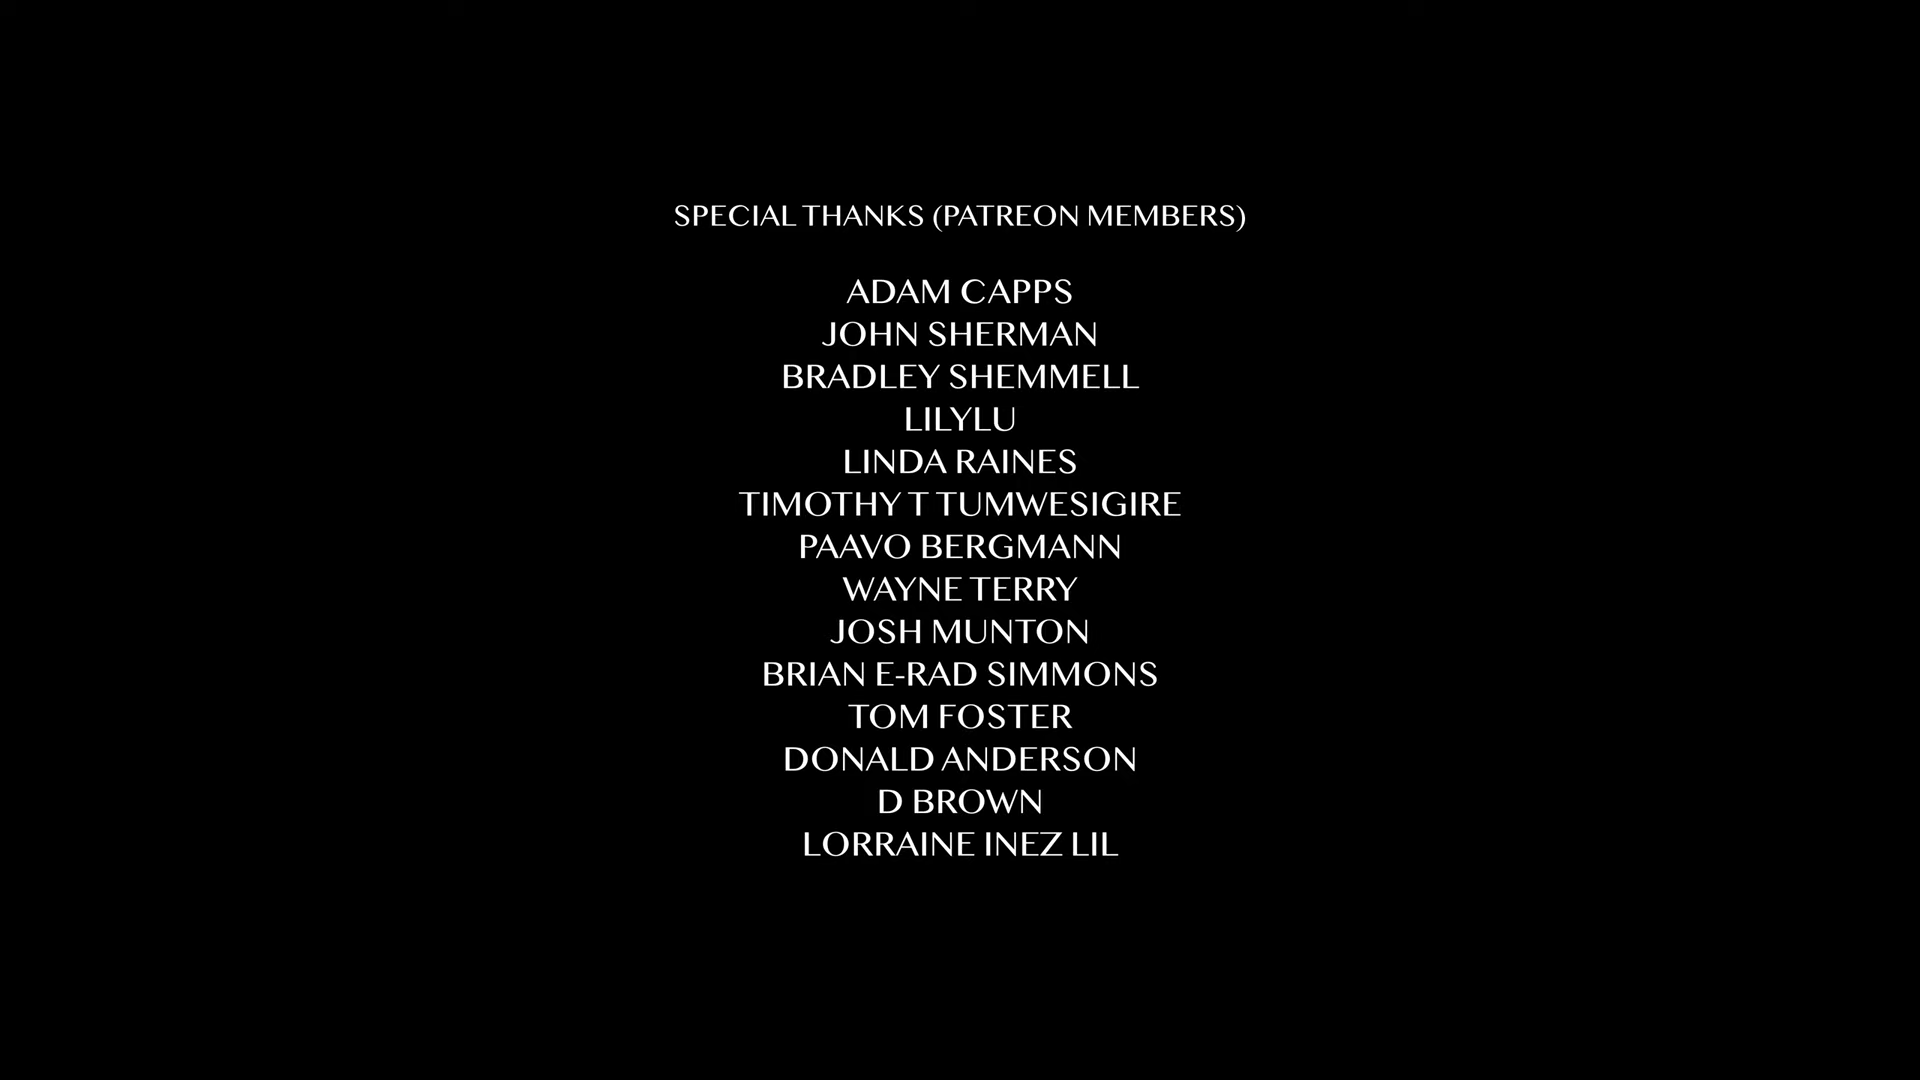 SPECIAL THANKS (PATREON MEMBERS)
ADAM CAPPS
JOHN SHERMAN
BRADLEY SHEMMELL
LILYLU
LINDA RAINES
TIMOTHY T TUMWESIGIRE
PAAVO BERGMANN
WAYNE TERRY
JOSH MUNTON
BRIAN E-RAD SIMMONS
TOM FOSTER
DONALD ANDERSON
D BROWN
LORRAINE INEZ LIL